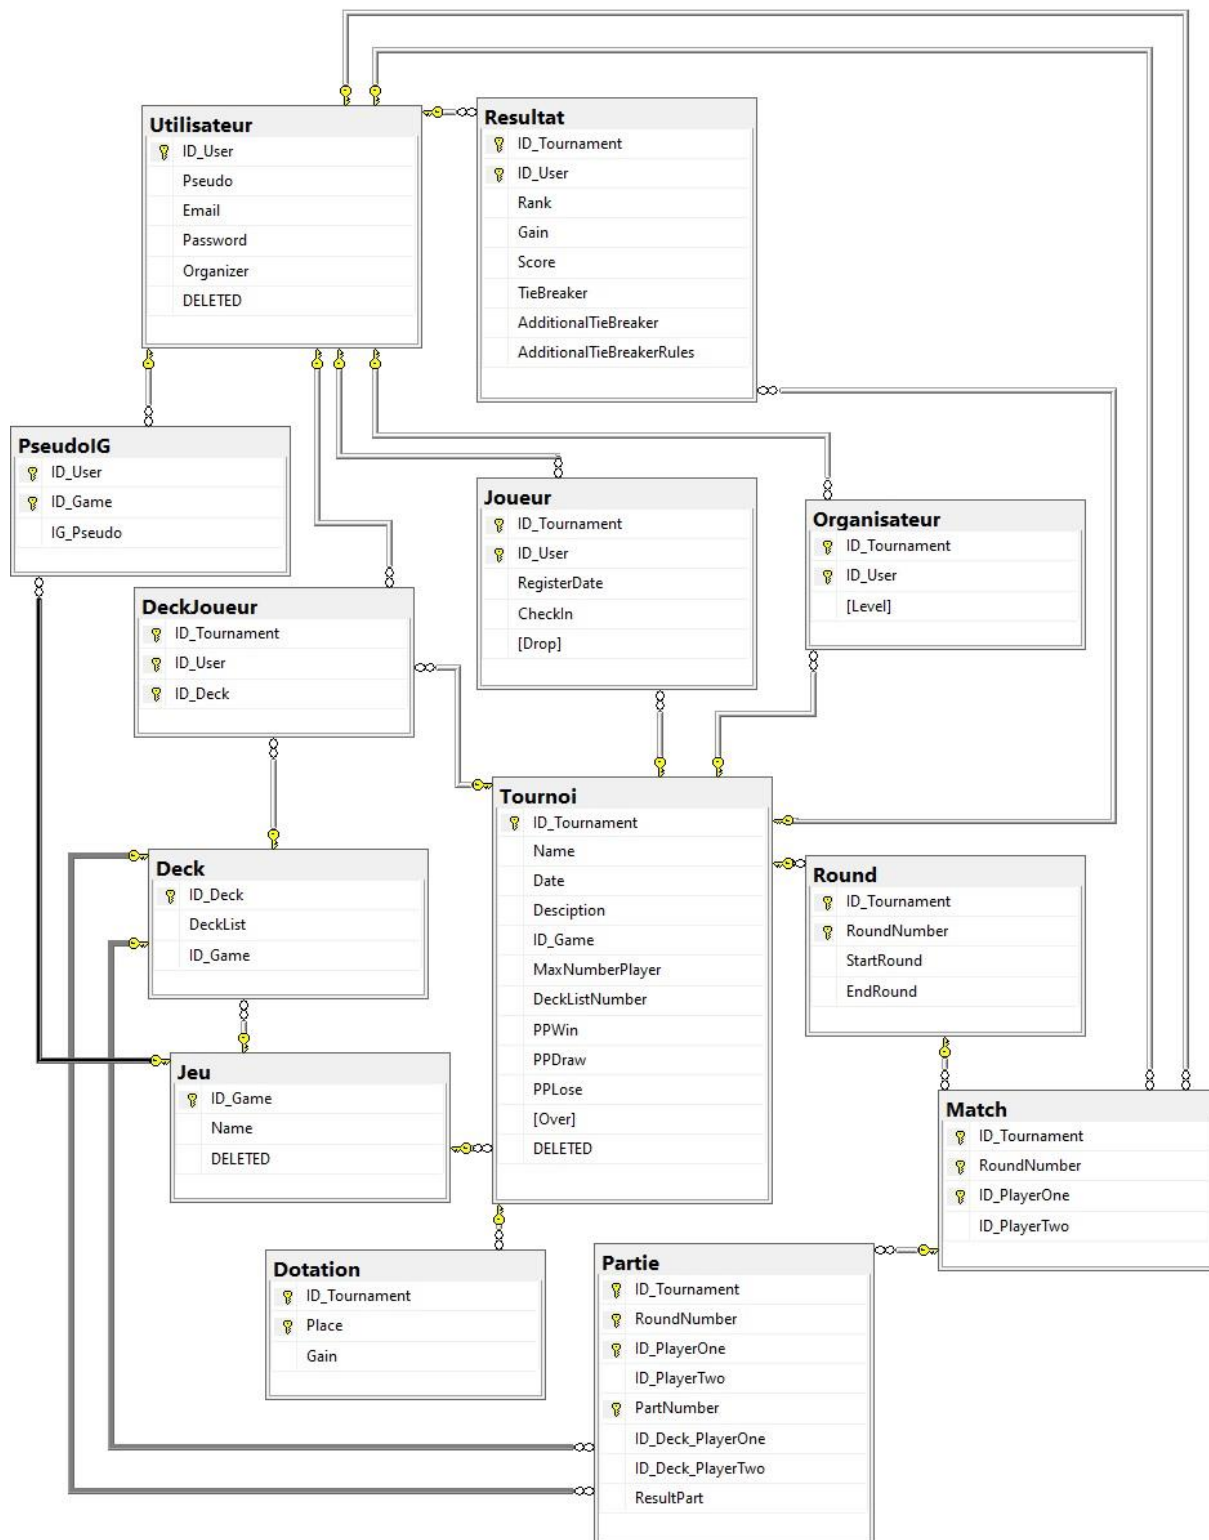 Utilisateur
ID_User
Pseudo
Email
Password
Organizer
DELETED
Resultat
ID_Tournament
ID_User
Rank
Gain
Score
TieBreaker
AdditionalTieBreaker
AdditionalTieBreakerRules
PseudoIG
ID_User
ID_Game
IG_Pseudo
Joueur
ID_Tournament
ID_User
RegisterDate
CheckIn
[Drop]
Organisateur
ID_Tournament
ID_User
[Level]
DeckJoueur
ID_Tournament
ID_User
ID_Deck
Tournoi
ID_Tournament
Name
Date
Desciption
ID_Game
MaxNumberPlayer
DeckListNumber
PPWin
PPDraw
PPLose
[Over]
DELETED
Deck
ID_Deck
DeckList
ID_Game
Round
ID_Tournament
RoundNumber
StartRound
EndRound
Jeu
ID_Game
Name
DELETED
Match
ID_Tournament
RoundNumber
ID_PlayerOne
ID_PlayerTwo
Dotation
ID_Tournament
Place
Gain
Partie
ID_Tournament
RoundNumber
ID_PlayerOne
ID_PlayerTwo
PartNumber
ID_Deck_PlayerOne
ID_Deck_PlayerTwo
ResultPart